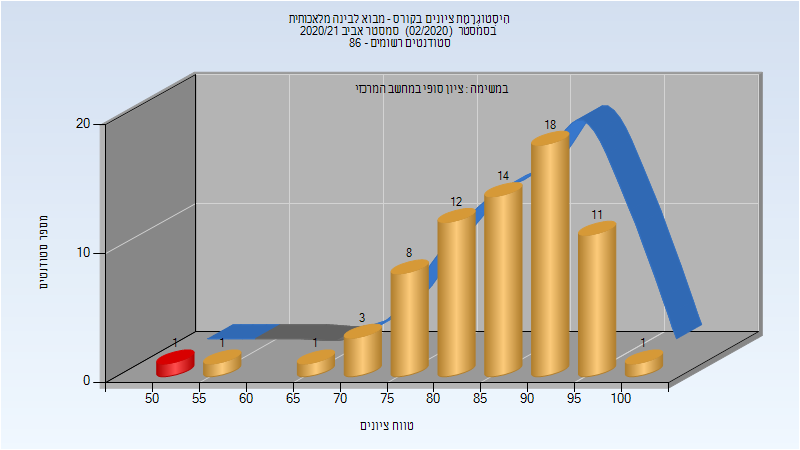 היסטוגרמת ציונים בקורס - מבוא לבינה מלאכותית
בסמסטר (02/2020) סמסטר אביב 2020/21
סטודנטים רשומים - 86
במשימה : ציון סופי במחשב המרכזי
מספר סטודנטים
20
10
0
1
1
1
3
8
12
14
18
11
1
50 55 60 65 70 75 80 85 90 95 100
טווח ציונים